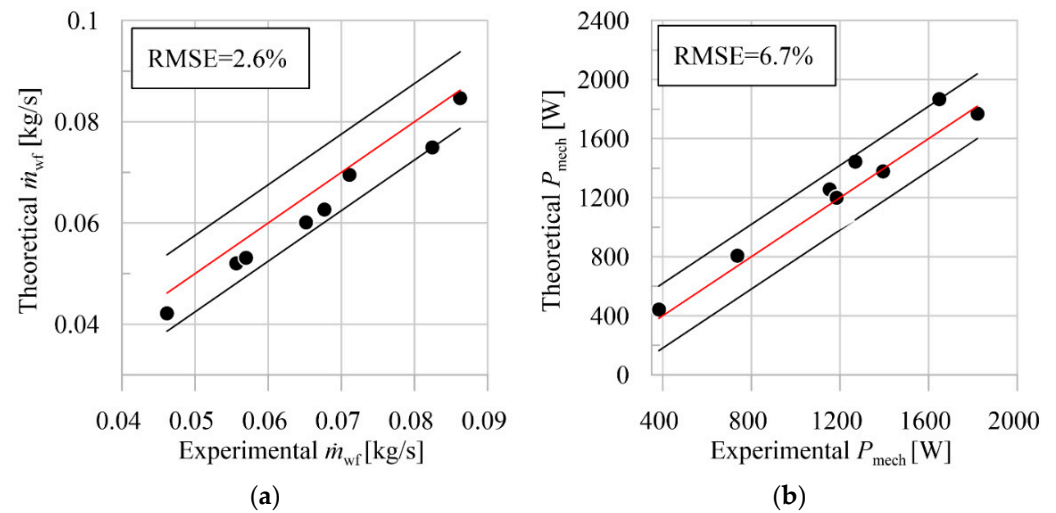 RMSE=2.6%
Theoretical ṁwf [kg/s]
0.1
0.08
0.06
0.04
0.04 0.05 0.06 0.07 0.08 0.09
Experimental ṁwf [kg/s]
(a)
RMSE=6.7%
Theoretical Pmech [W]
2400
2000
1600
1200
800
400
0
400 800 1200 1600 2000
Experimental Pmech [W]
(b)